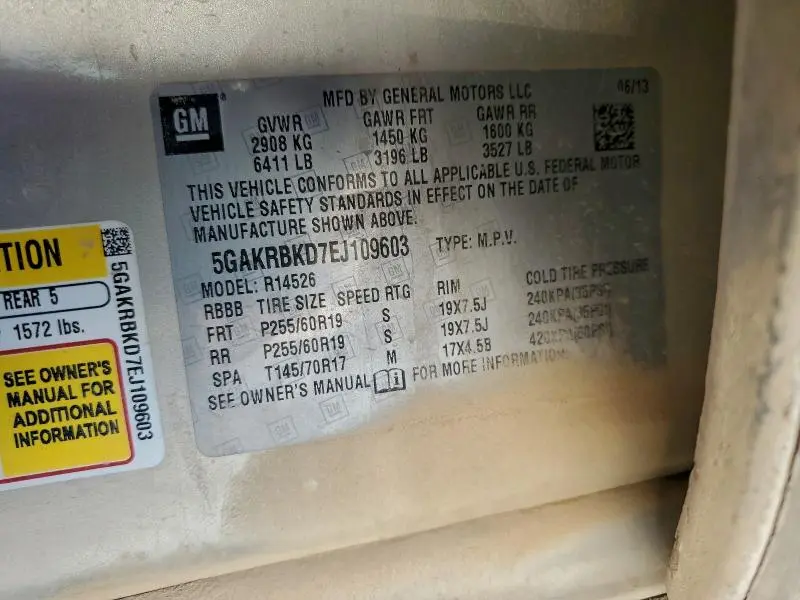 GM
MFD BY GENERAL MOTORS LLC
06/13
GVWR GAWR FRT GAWR RR
2908 KG 1450 KG 1600 KG
6411 LB 3196 LB 3527 LB
THIS VEHICLE CONFORMS TO ALL APPLICABLE U.S. FEDERAL MOTOR
VEHICLE SAFETY STANDARDS IN EFFECT ON THE DATE OF
MANUFACTURE SHOWN ABOVE.
5GAKRBKD7EJ109603 TYPE: M.P.V.
MODEL: R14526
RBBB TIRE SIZE SPEED RTG RIM COLD TIRE PRESSURE
FRT P255/60R19 S 19X7.5J 240KPA(35PSI)
RR P255/60R19 S 19X7.5J 240KPA(35PSI)
SPA T145/70R17 M 17X4.5B 420KPA(60PSI)
SEE OWNER'S MANUAL FOR MORE INFORMATION.
TION
REAR 5
1572 lbs.
SEE OWNER'S
MANUAL FOR
ADDITIONAL
INFORMATION
5GAKRBKD7EJ109603